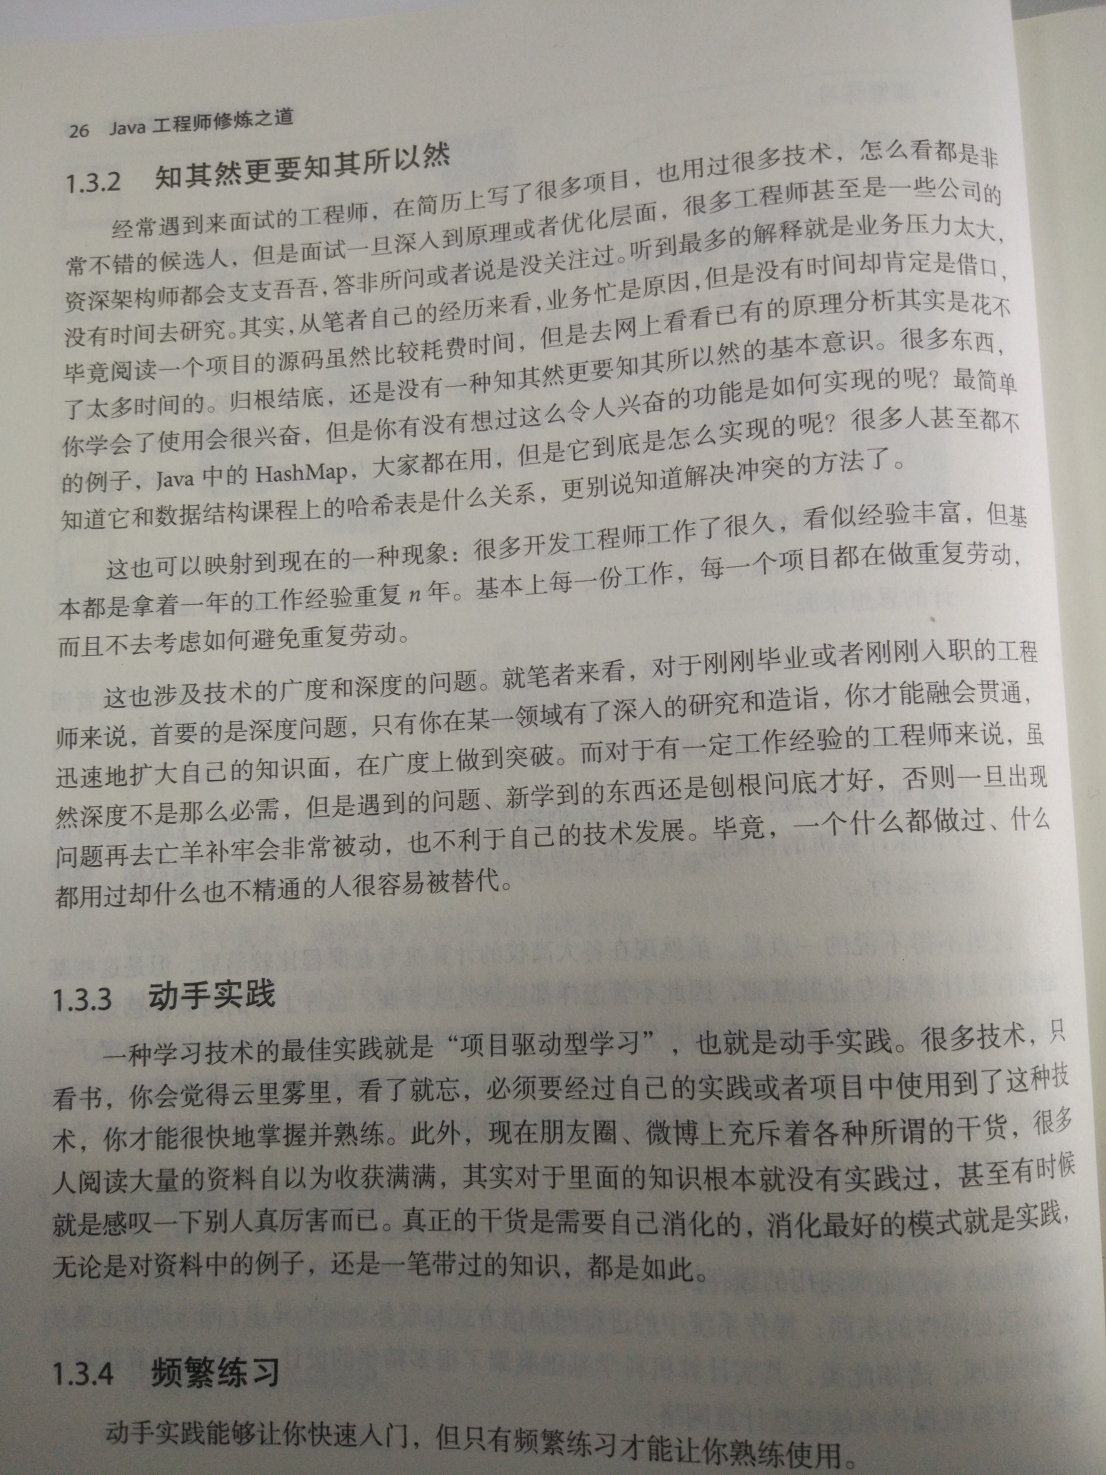 26 Java 工程师修炼之道
1.3.2 知其然更要知其所以然
经常遇到来面试的工程师，在简历上写了很多项目，也用过很多技术，怎么看都是非
常不错的候选人，但是面试一旦深入到原理或者优化层面，很多工程师甚至是一些公司的
资深架构师都会支支吾吾，答非所问或者说是没关注过。听到最多的解释就是业务压力太大，
没有时间去研究。其实，从笔者自己的经历来看，业务忙是原因，但是没有时间却肯定是借口，
毕竟阅读一个项目的源码虽然比较耗费时间，但是去网上看看已有的原理分析其实是花不
了太多时间的。归根结底，还是没有一种知其然更要知其所以然的基本意识。很多东西，
你学会了使用会很兴奋，但是你有没有想过这么令人兴奋的功能是如何实现的呢？最简单
的例子，Java 中的 HashMap，大家都在用，但是它到底是怎么实现的呢？很多人甚至都不
知道它和数据结构课程上的哈希表是什么关系，更别说知道解决冲突的方法了。
这也可以映射到现在的一种现象：很多开发工程师工作了很久，看似经验丰富，但基
本都是拿着一年的工作经验重复 n 年。基本上每一份工作，每一个项目都在做重复劳动，
而且不去考虑如何避免重复劳动。
这也涉及技术的广度和深度的问题。就笔者来看，对于刚刚毕业或者刚刚入职的工程
师来说，首要的是深度问题，只有你在某一领域有了深入的研究和造诣，你才能融会贯通，
迅速地扩大自己的知识面，在广度上做到突破。而对于有一定工作经验的工程师来说，虽
然深度不是那么必需，但是遇到的问题、新学到的东西还是刨根问底才好，否则一旦出现
问题再去亡羊补牢会非常被动，也不利于自己的技术发展。毕竟，一个什么都做过、什么
都用过却什么也不精通的人很容易被替代。
1.3.3 动手实践
一种学习技术的最佳实践就是“项目驱动型学习”，也就是动手实践。很多技术，只
看书，你会觉得云里雾里，看了就忘，必须要经过自己的实践或者项目中使用到了这种技
术，你才能很快地掌握并熟练。此外，现在朋友圈、微博上充斥着各种所谓的干货，很多
人阅读大量的资料自以为收获满满，其实对于里面的知识根本就没有实践过，甚至有时候
就是感叹一下别人真厉害而已。真正的干货是需要自己消化的，消化最好的模式就是实践，
无论是对资料中的例子，还是一笔带过的知识，都是如此。
1.3.4 频繁练习
动手实践能够让你快速入门，但只有频繁练习才能让你熟练使用。